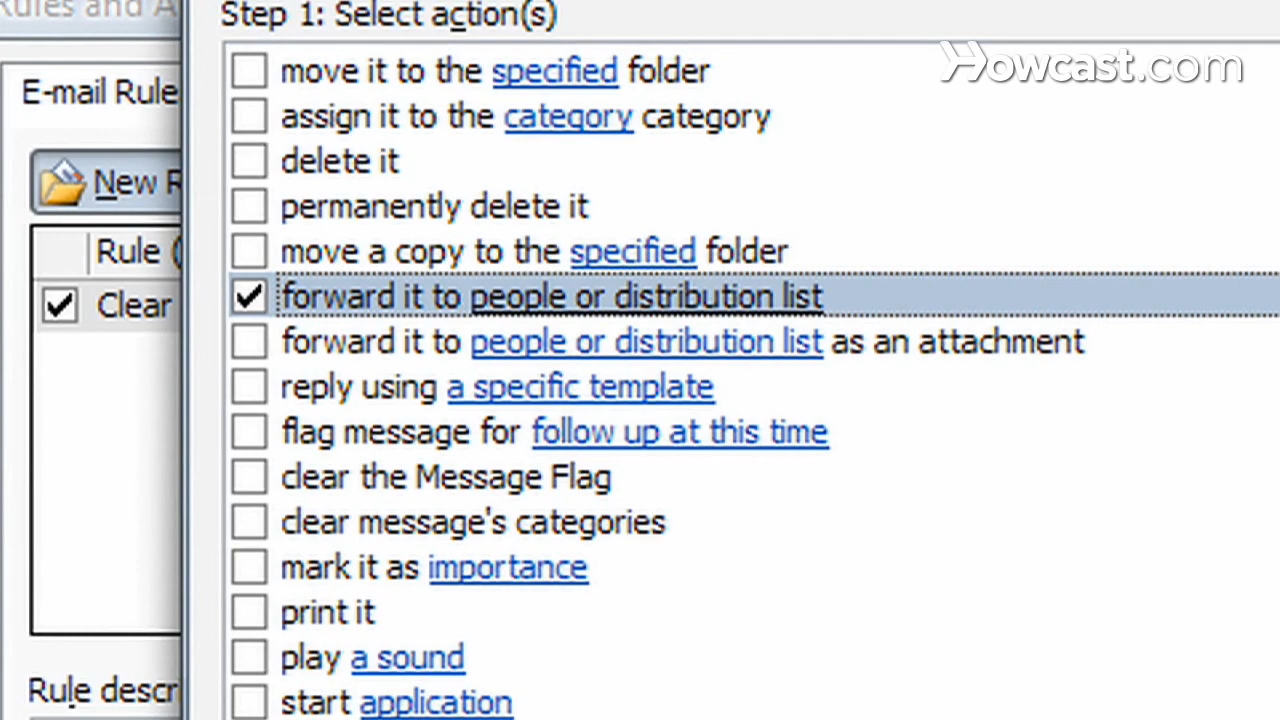 Rules and A
Step 1: Select action(s)
Howcast.com
E-mail Rule
New R
Rule (
Clear
Rule descr
move it to the specified folder
assign it to the category category
delete it
permanently delete it
move a copy to the specified folder
forward it to people or distribution list
forward it to people or distribution list as an attachment
reply using a specific template
flag message for follow up at this time
clear the Message Flag
clear message's categories
mark it as importance
print it
play a sound
start application